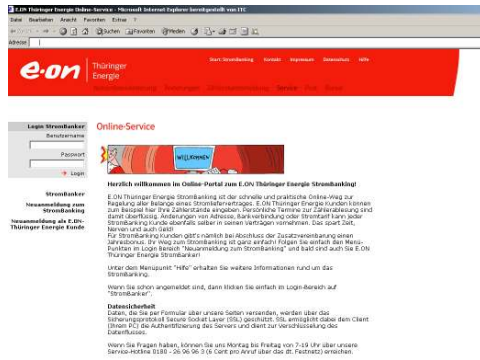 E.ON Thüringer Energie Online-Service - Microsoft Internet Explorer bereitgestellt von ITC
Datei Bearbeiten Ansicht Favoriten Extras ?
Suchen Favoriten Medien
Adresse
Start StromBanking Kontakt Impressum Datenschutz Hilfe
e·on Thüringer
Energie
Service
Login StromBanker
Benutzername
Passwort
Login
StromBanker
Neuanmeldung zum
StromBanking
Neuanmeldung als E.ON-
Thüringer Energie Kunde
Online-Service
WILLKOMMEN
Herzlich willkommen im Online-Portal zum E.ON Thüringer Energie StromBanking!
E.ON Thüringer Energie StromBanking ist der schnelle und praktische Online-Weg zur
Regelung aller Belange eines Stromliefervertrages. E.ON Thüringer Energie Kunden können
zum Beispiel hier ihre Zählerstände eingeben. Persönliche Termine zur Zählerablesung sind
damit überflüssig. Änderungen von Adresse, Bankverbindung oder Stromtarif kann jeder
StromBanking Kunde ebenfalls selber in seinen Verträgen vornehmen. Das spart Zeit,
Nerven und auch Geld!
Für StromBanking Kunden gibt's nämlich bei Abschluss der Zusatzvereinbarung einen
Jahresbonus. Ihr Weg zum StromBanking ist ganz einfach! Folgen Sie einfach den Menü-
Punkten im Login Bereich "Neuanmeldung zum StromBanking" und bald sind auch Sie E.ON
Thüringer Energie StromBanker!
Unter dem Menüpunkt "Hilfe" erhalten Sie weitere Informationen rund um das
StromBanking.
Wenn Sie schon angemeldet sind, dann klicken Sie einfach im Login-Bereich auf
"StromBanker".
Datensicherheit
Daten, die Sie per Formular über unsere Seiten versenden, werden über das
Sicherungsprotokoll Secure Socket Layer (SSL) geschützt. SSL ermöglicht dabei dem Client
(Ihrem PC) die Authentifizierung des Servers und dient zur Verschlüsselung des
Datenflusses.
Wenn Sie Fragen haben, können Sie uns Montag bis Freitag von 7-19 Uhr über unsere
Service-Hotline 0180 - 26 96 96 3 (6 Cent pro Anruf über das dt. Festnetz) erreichen.